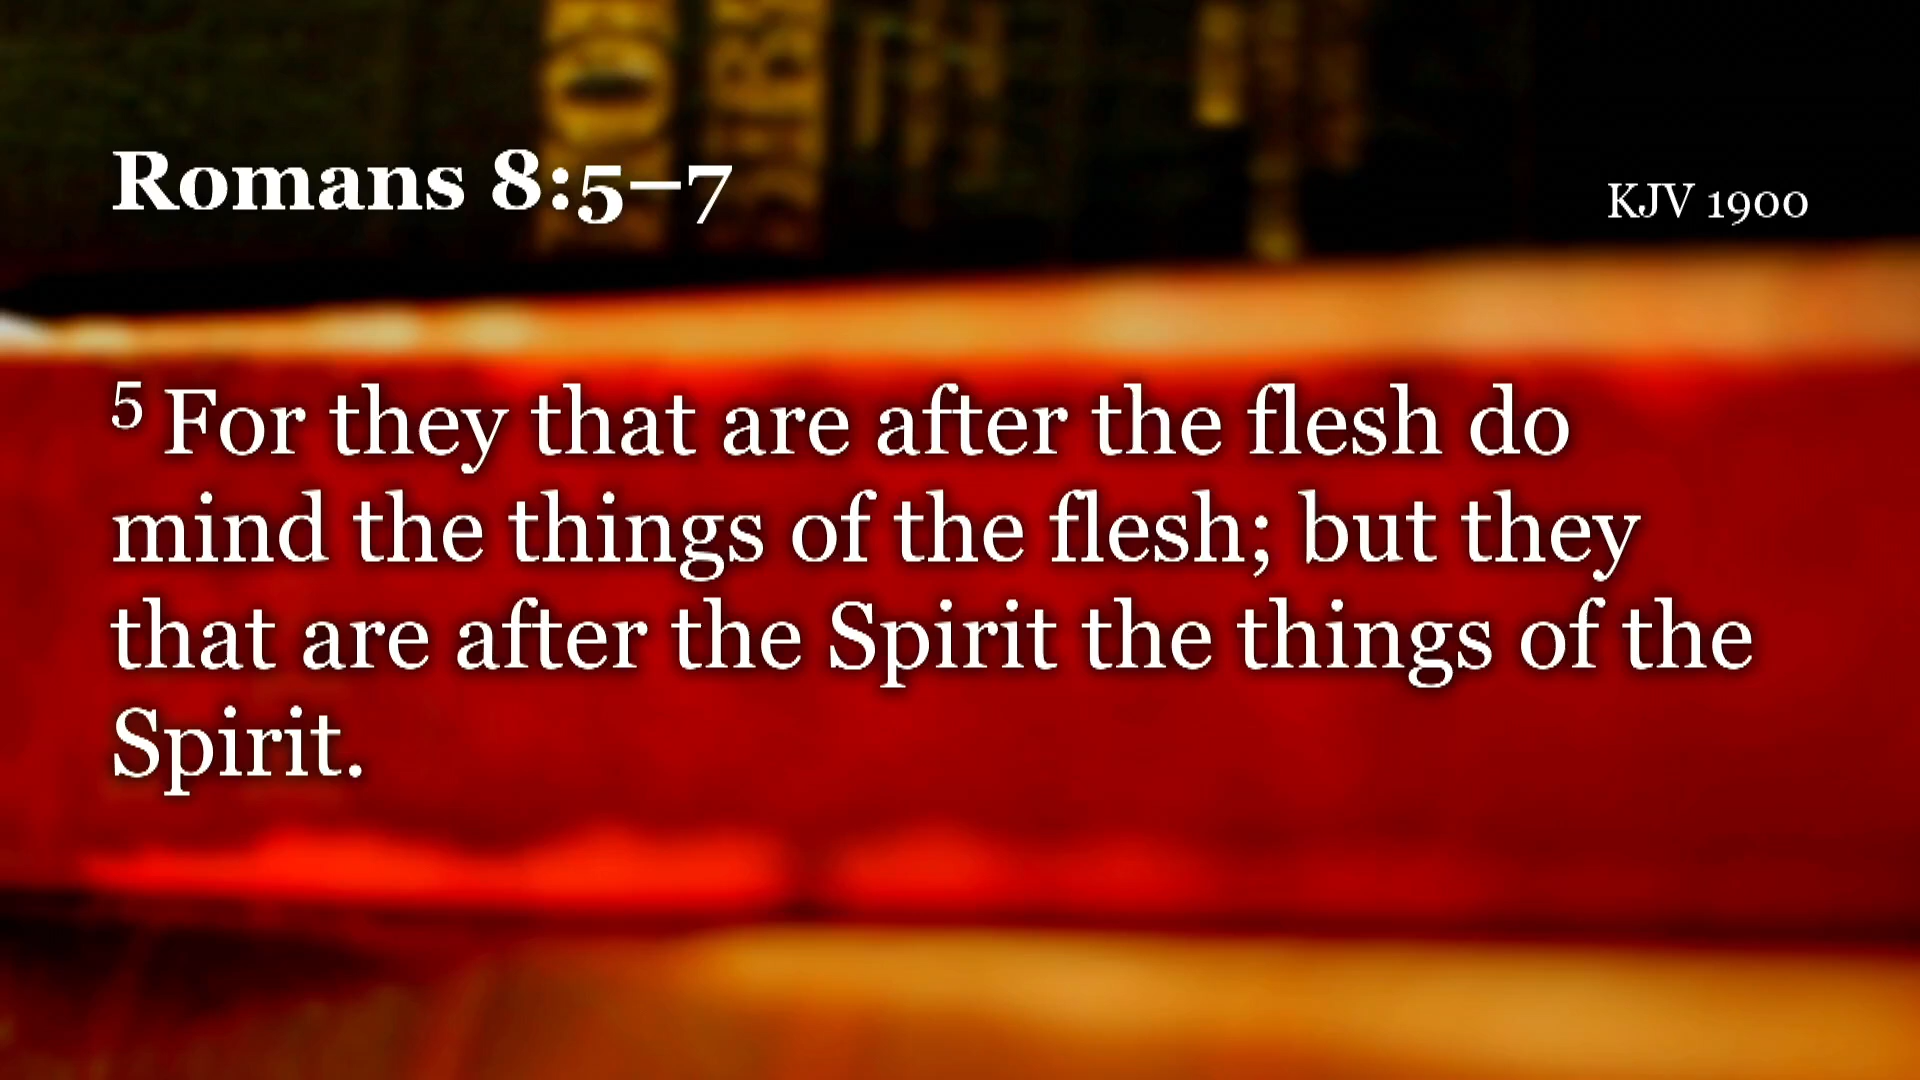 Romans 8:5–7
KJV 1900
5 For they that are after the flesh do
mind the things of the flesh; but they
that are after the Spirit the things of the
Spirit.